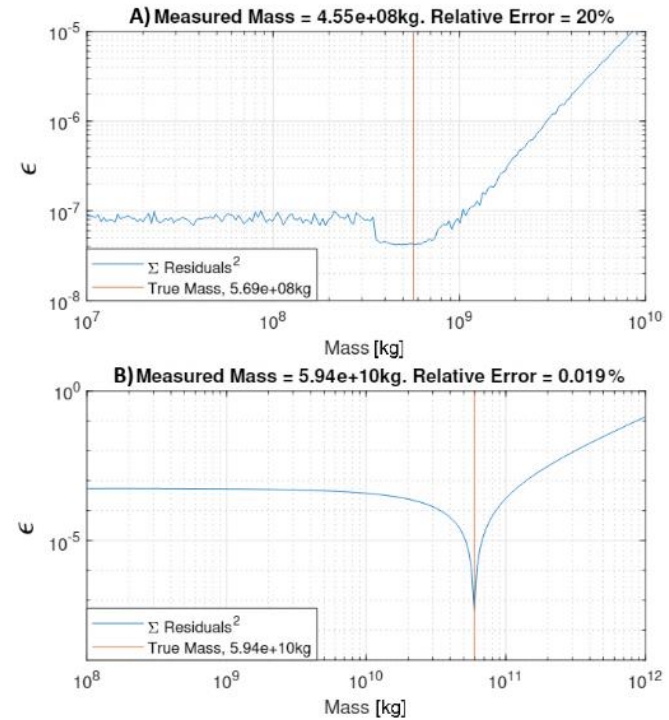 A) Measured Mass = 4.55e+08kg. Relative Error = 20%
10^-5
10^-6
10^-7
10^-8
ϵ
Σ Residuals^2
True Mass, 5.69e+08kg
10^7 10^8 10^9 10^10
Mass [kg]
B) Measured Mass = 5.94e+10kg. Relative Error = 0.019%
10^0
10^-5
ϵ
Σ Residuals^2
True Mass, 5.94e+10kg
10^8 10^9 10^10 10^11 10^12
Mass [kg]